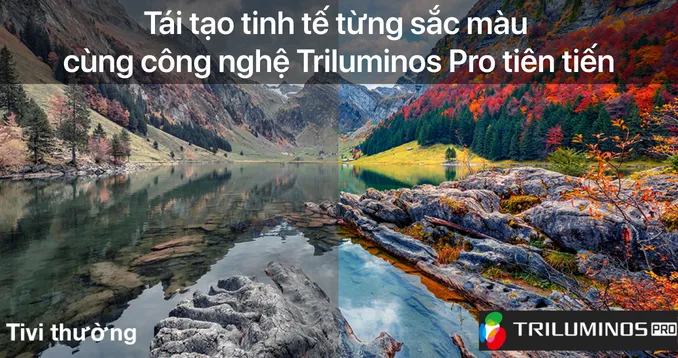 Tái tạo tinh tế từng sắc màu
cùng công nghệ Triluminos Pro tiên tiến
Tivi thường
TRILUMINOS PRO